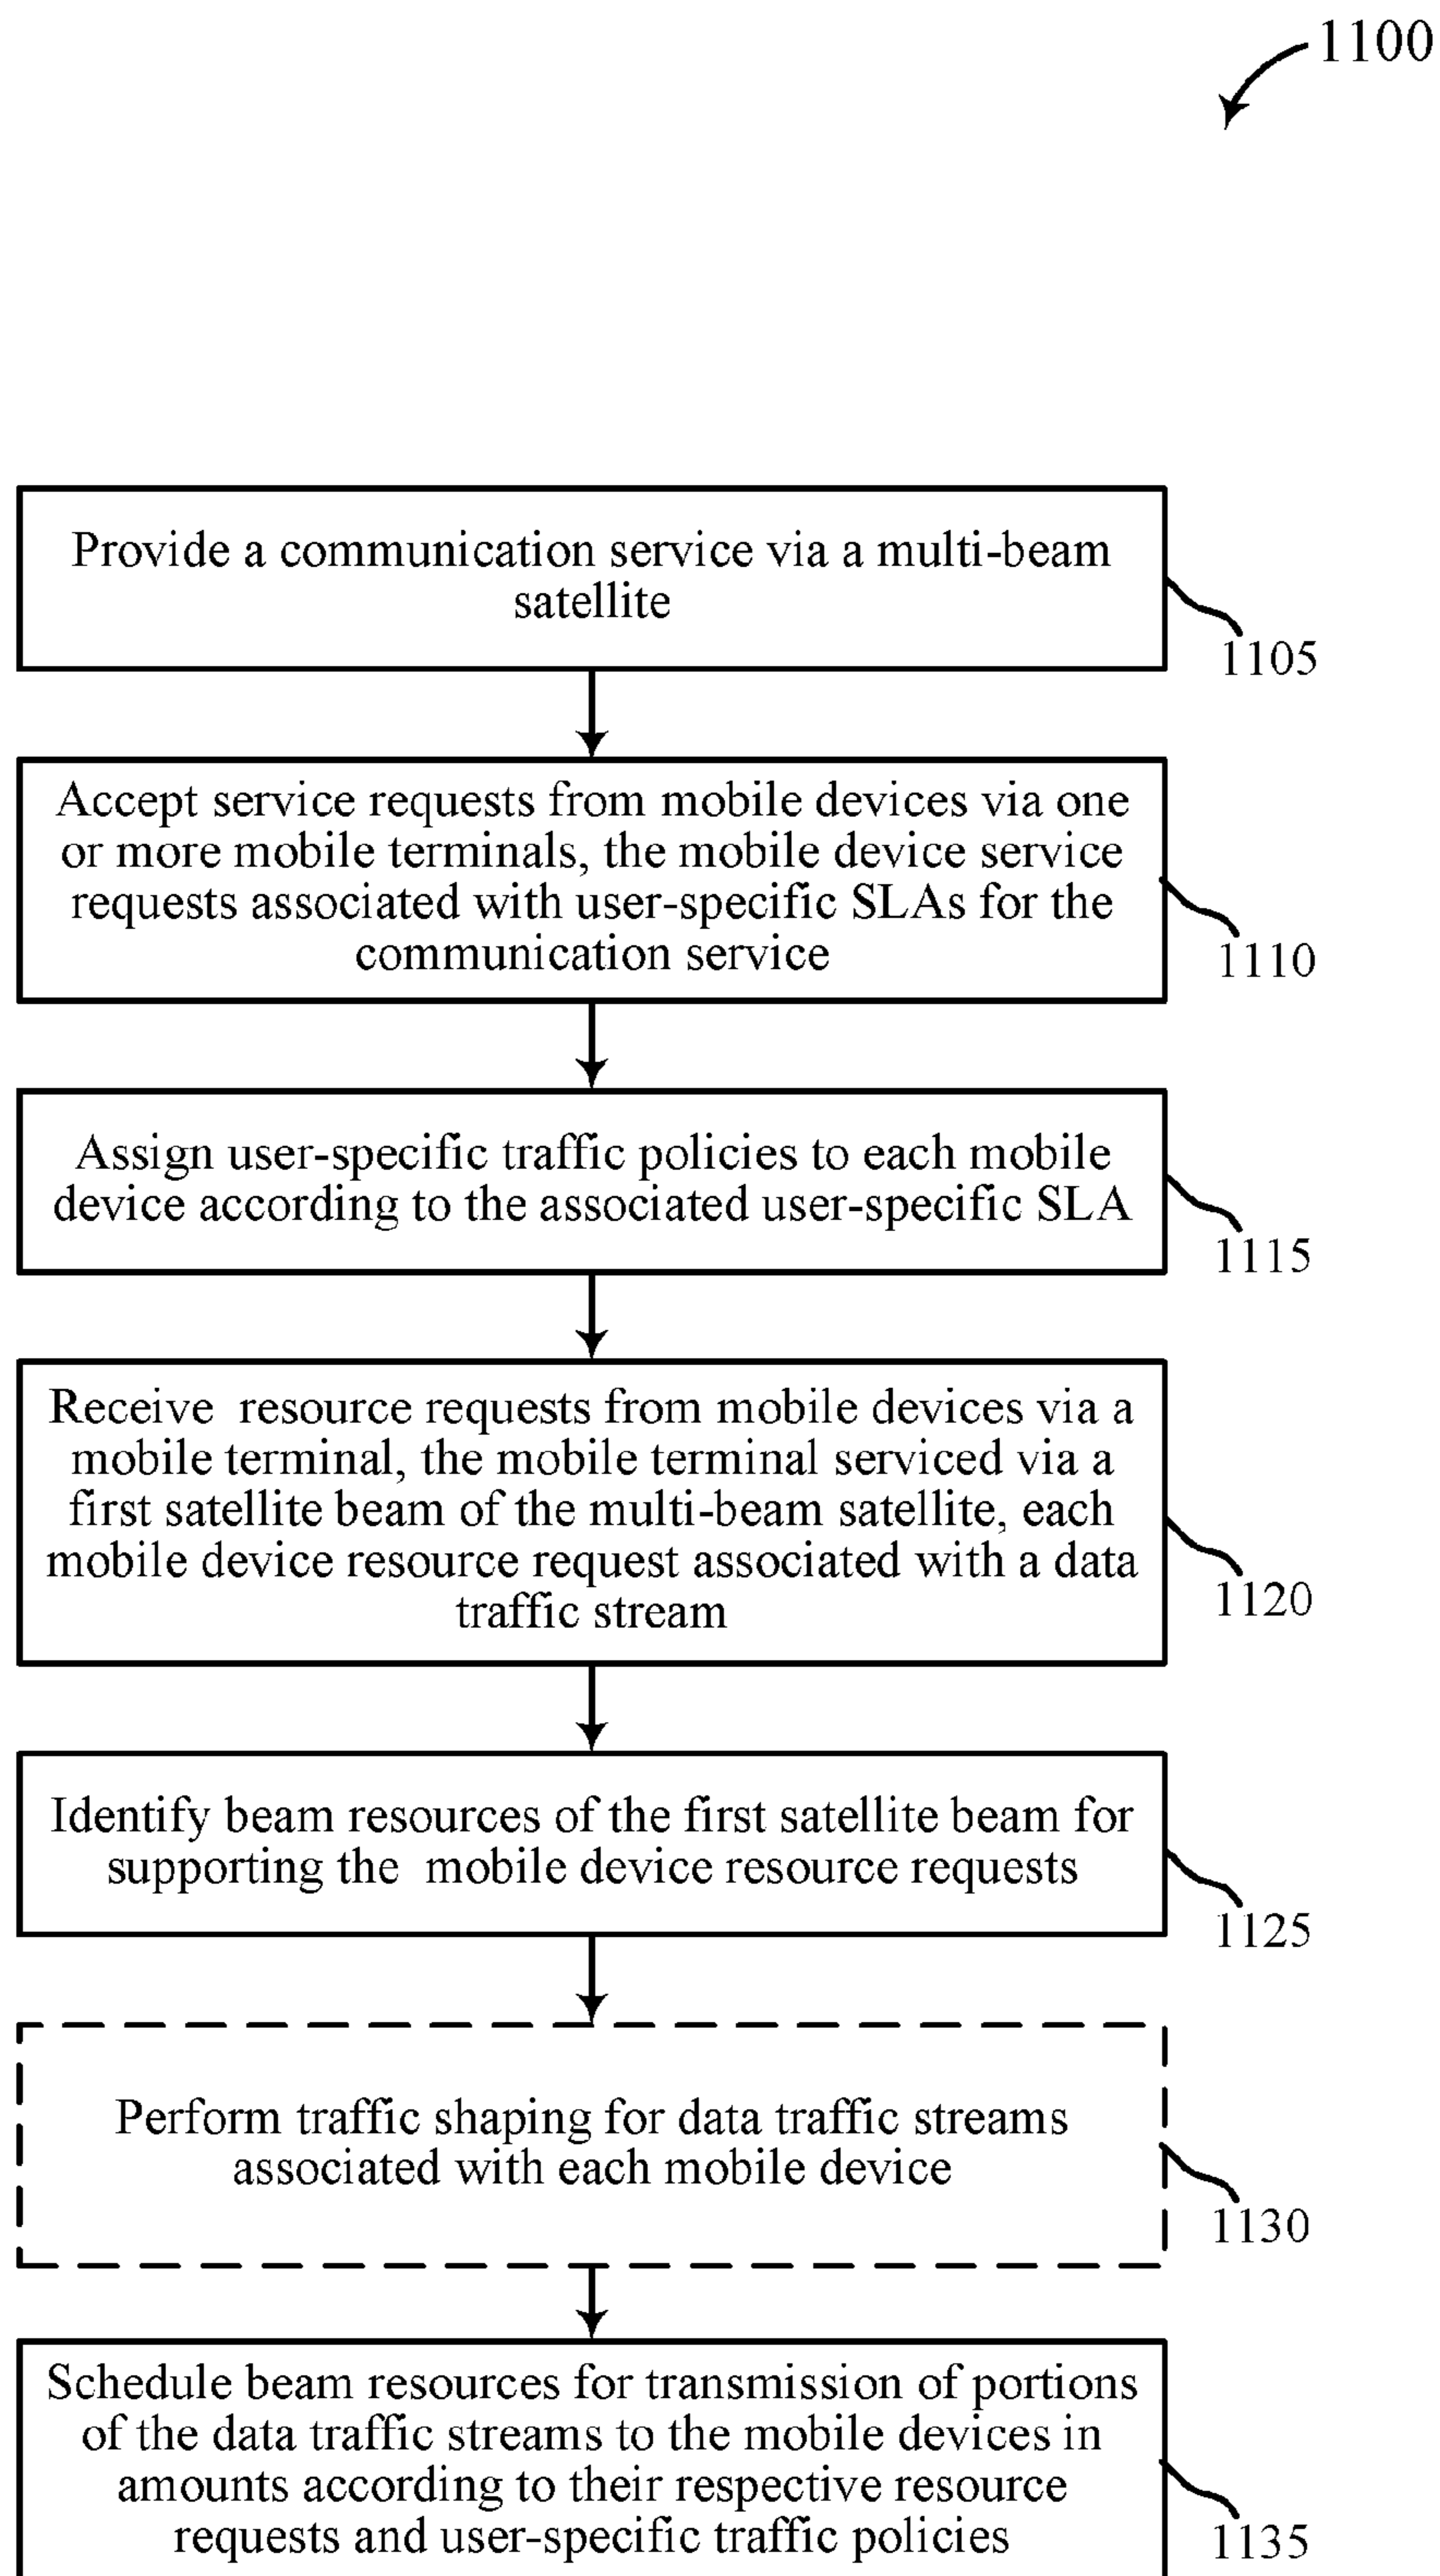 1100
Provide a communication service via a multi-beam
satellite
1105
Accept service requests from mobile devices via one
or more mobile terminals, the mobile device service
requests associated with user-specific SLAs for the
communication service
1110
Assign user-specific traffic policies to each mobile
device according to the associated user-specific SLA
1115
Receive resource requests from mobile devices via a
mobile terminal, the mobile terminal serviced via a
first satellite beam of the multi-beam satellite, each
mobile device resource request associated with a data
traffic stream
1120
Identify beam resources of the first satellite beam for
supporting the mobile device resource requests
1125
Perform traffic shaping for data traffic streams
associated with each mobile device
1130
Schedule beam resources for transmission of portions
of the data traffic streams to the mobile devices in
amounts according to their respective resource
requests and user-specific traffic policies
1135